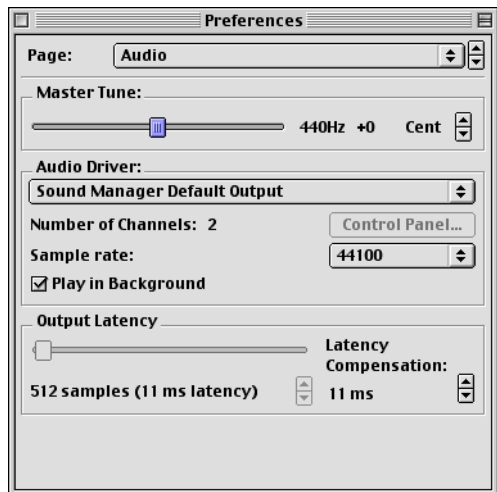 Preferences
Page: Audio
Master Tune:
440Hz +0 Cent
Audio Driver:
Sound Manager Default Output
Number of Channels: 2 Control Panel...
Sample rate: 44100
Play in Background
Output Latency
Latency
Compensation:
512 samples (11 ms latency) 11 ms